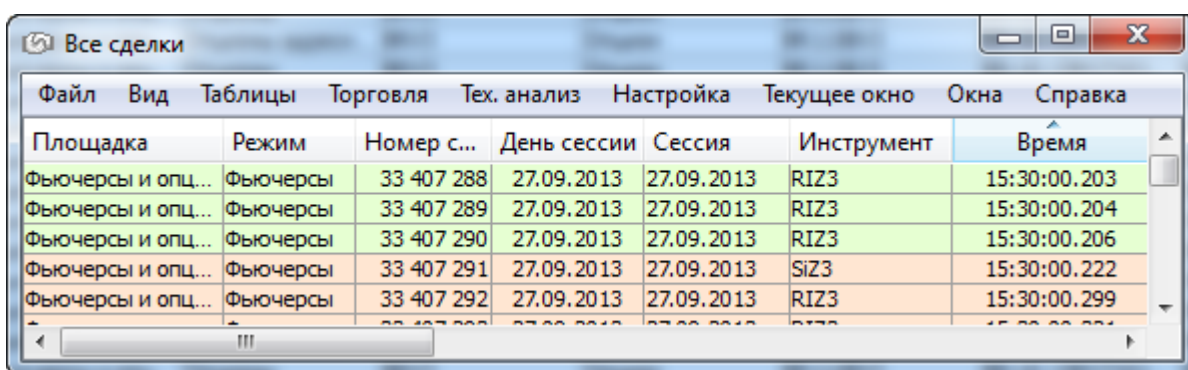 Все сделки
Файл Вид Таблицы Торговля Тех. анализ Настройка Текущее окно Окна Справка
Площадка Режим Номер с... День сессии Сессия Инструмент Время
Фьючерсы и опц... Фьючерсы 33 407 288 27.09.2013 27.09.2013 RIZ3 15:30:00.203
Фьючерсы и опц... Фьючерсы 33 407 289 27.09.2013 27.09.2013 RIZ3 15:30:00.204
Фьючерсы и опц... Фьючерсы 33 407 290 27.09.2013 27.09.2013 RIZ3 15:30:00.206
Фьючерсы и опц... Фьючерсы 33 407 291 27.09.2013 27.09.2013 SiZ3 15:30:00.222
Фьючерсы и опц... Фьючерсы 33 407 292 27.09.2013 27.09.2013 RIZ3 15:30:00.299